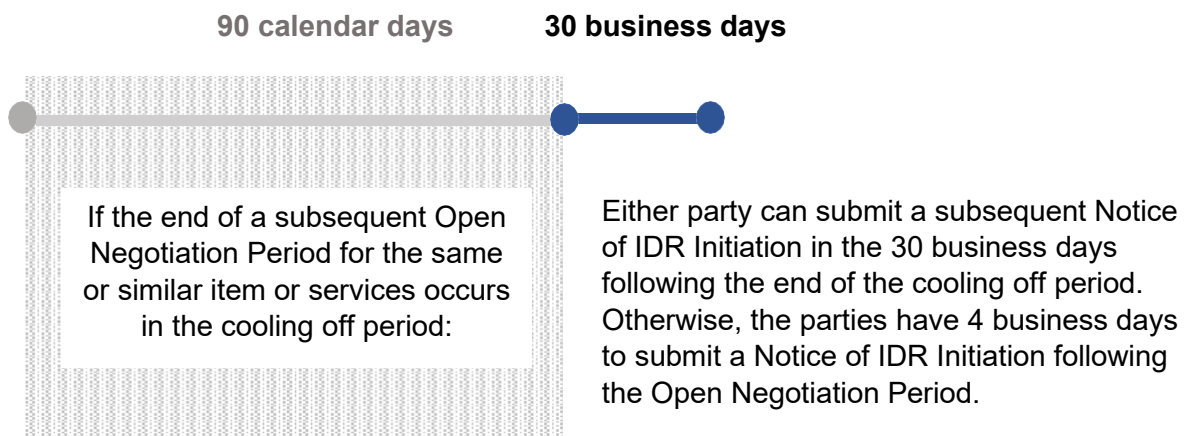 90 calendar days
30 business days
If the end of a subsequent Open
Negotiation Period for the same
or similar item or services occurs
in the cooling off period:
Either party can submit a subsequent Notice
of IDR Initiation in the 30 business days
following the end of the cooling off period.
Otherwise, the parties have 4 business days
to submit a Notice of IDR Initiation following
the Open Negotiation Period.